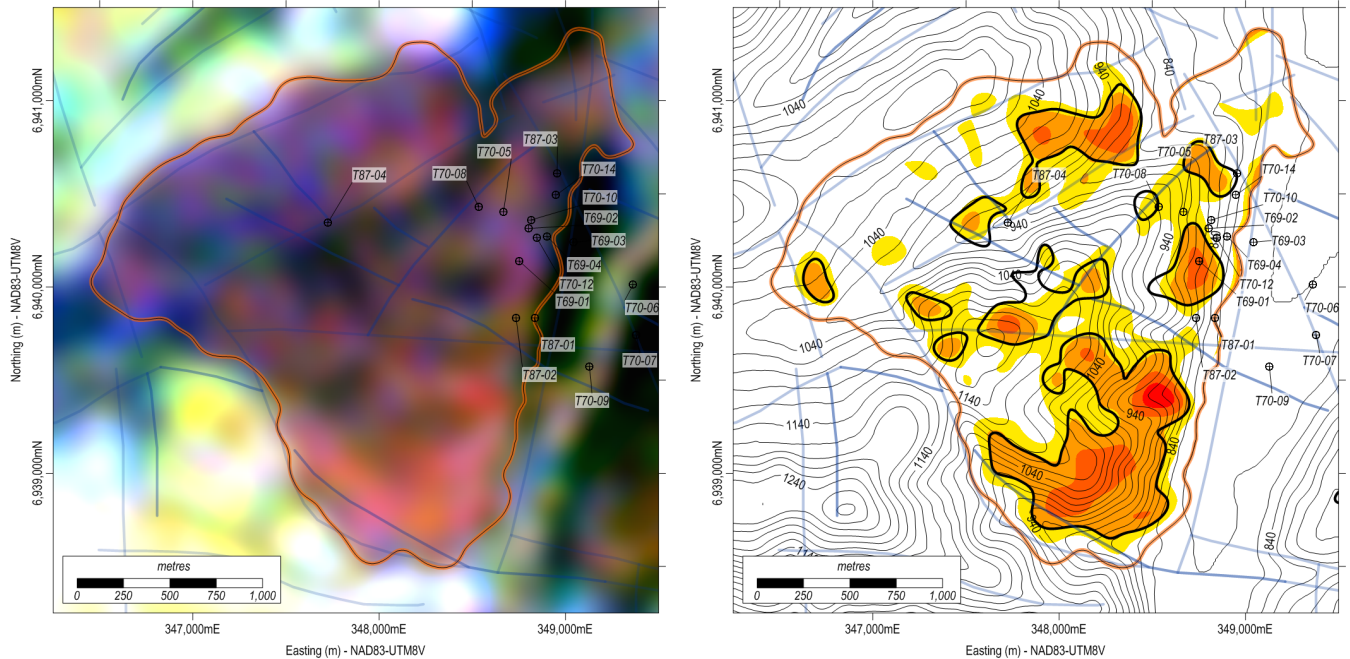 6,941,000mN
6,940,000mN
6,939,000mN
Northing (m) - NAD83-UTM8V
T87-03
T70-05
T70-08
T70-14
T87-04
T70-10
T69-02
T69-03
T69-04
T70-12
T69-01
T70-06
T87-01
T70-07
T87-02
T70-09
metres
0 250 500 750 1,000
347,000mE 348,000mE 349,000mE
Easting (m) - NAD83-UTM8V
6,941,000mN
6,940,000mN
6,939,000mN
Northing (m) - NAD83-UTM8V
840
940
1040
1040
T87-03
T70-05
T70-14
T87-04
T70-08
T70-10
T69-02
940
940
1040
T69-03
840
T69-04
1040
T70-12
T69-01
T70-06
1040
T87-01
T70-07
1040
T87-02
1140
T70-09
1140
940
840
1140
1040
1240
940
840
1140
metres
0 250 500 750 1,000
347,000mE 348,000mE 349,000mE
Easting (m) - NAD83-UTM8V